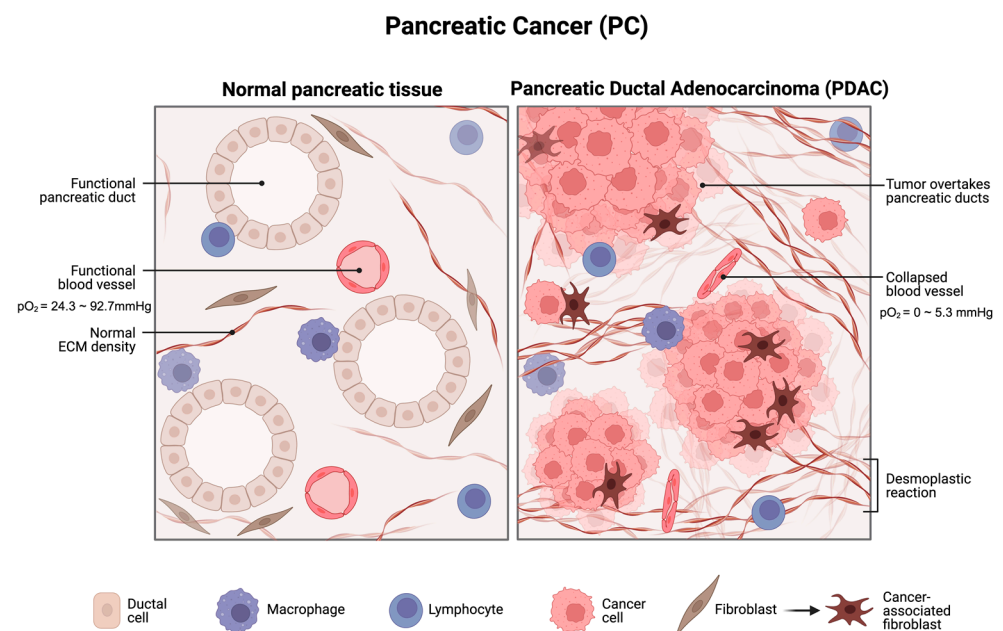 Pancreatic Cancer (PC)
Normal pancreatic tissue
Pancreatic Ductal Adenocarcinoma (PDAC)
Functional
pancreatic duct
Functional
blood vessel
pO₂ = 24.3 ~ 92.7mmHg
Normal
ECM density
Tumor overtakes
pancreatic ducts
Collapsed
blood vessel
pO₂ = 0 ~ 5.3 mmHg
Desmoplastic
reaction
Ductal
cell
Macrophage
Lymphocyte
Cancer
cell
Fibroblast
Cancer-
associated
fibroblast